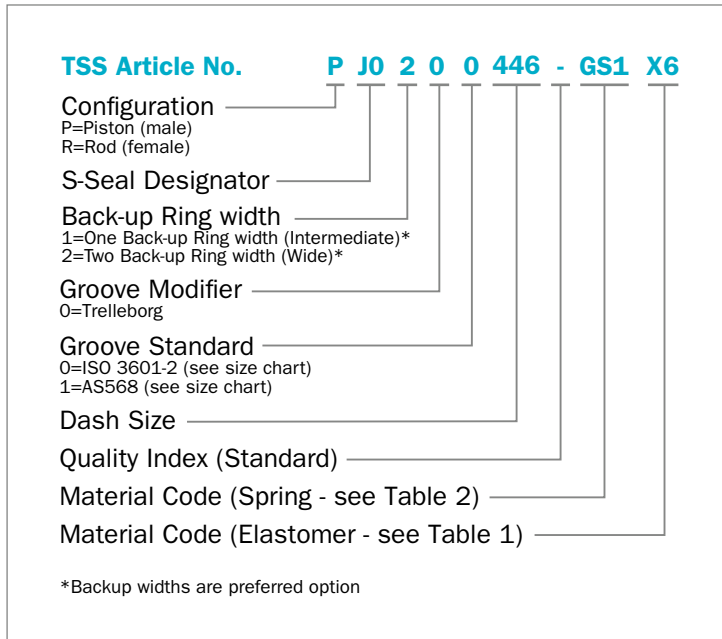 TSS Article No. P J0 2 0 0 446 - GS1 X6
Configuration
P=Piston (male)
R=Rod (female)
S-Seal Designator
Back-up Ring width
1=One Back-up Ring width (Intermediate)*
2=Two Back-up Ring width (Wide)*
Groove Modifier
0=Trelleborg
Groove Standard
0=ISO 3601-2 (see size chart)
1=AS568 (see size chart)
Dash Size
Quality Index (Standard)
Material Code (Spring - see Table 2)
Material Code (Elastomer - see Table 1)
*Backup widths are preferred option